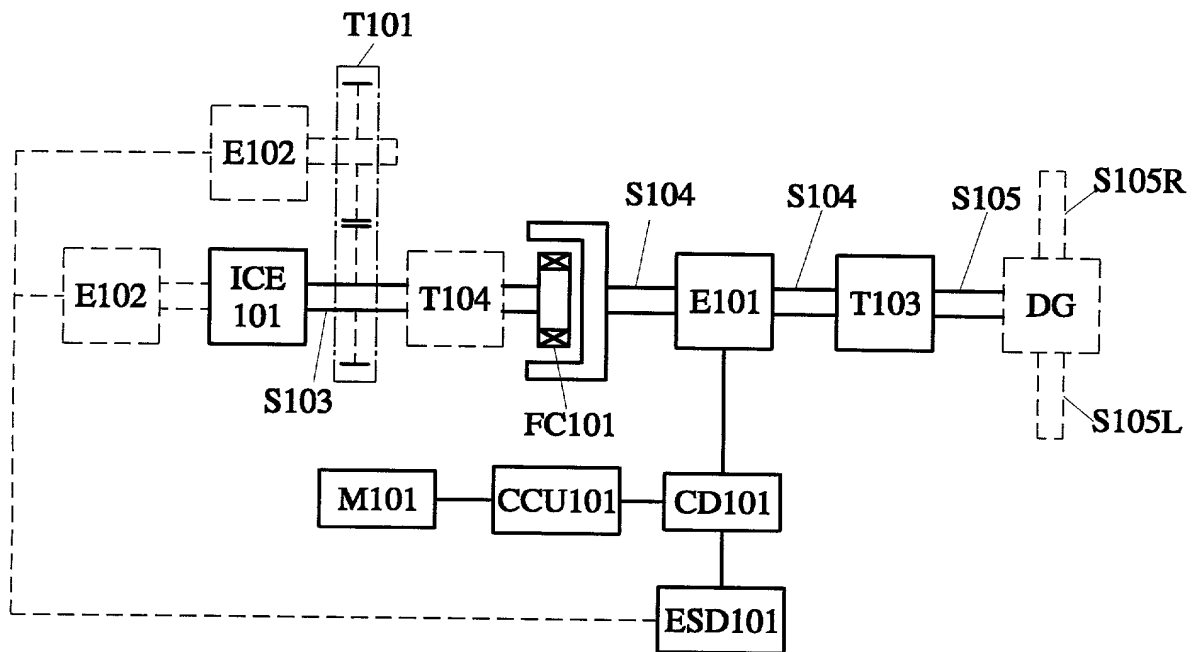 T101
E102
S104
S104
S105
S105R
E102
ICE
101
T104
E101
T103
DG
S103
FC101
S105L
M101
CCU101
CD101
ESD101